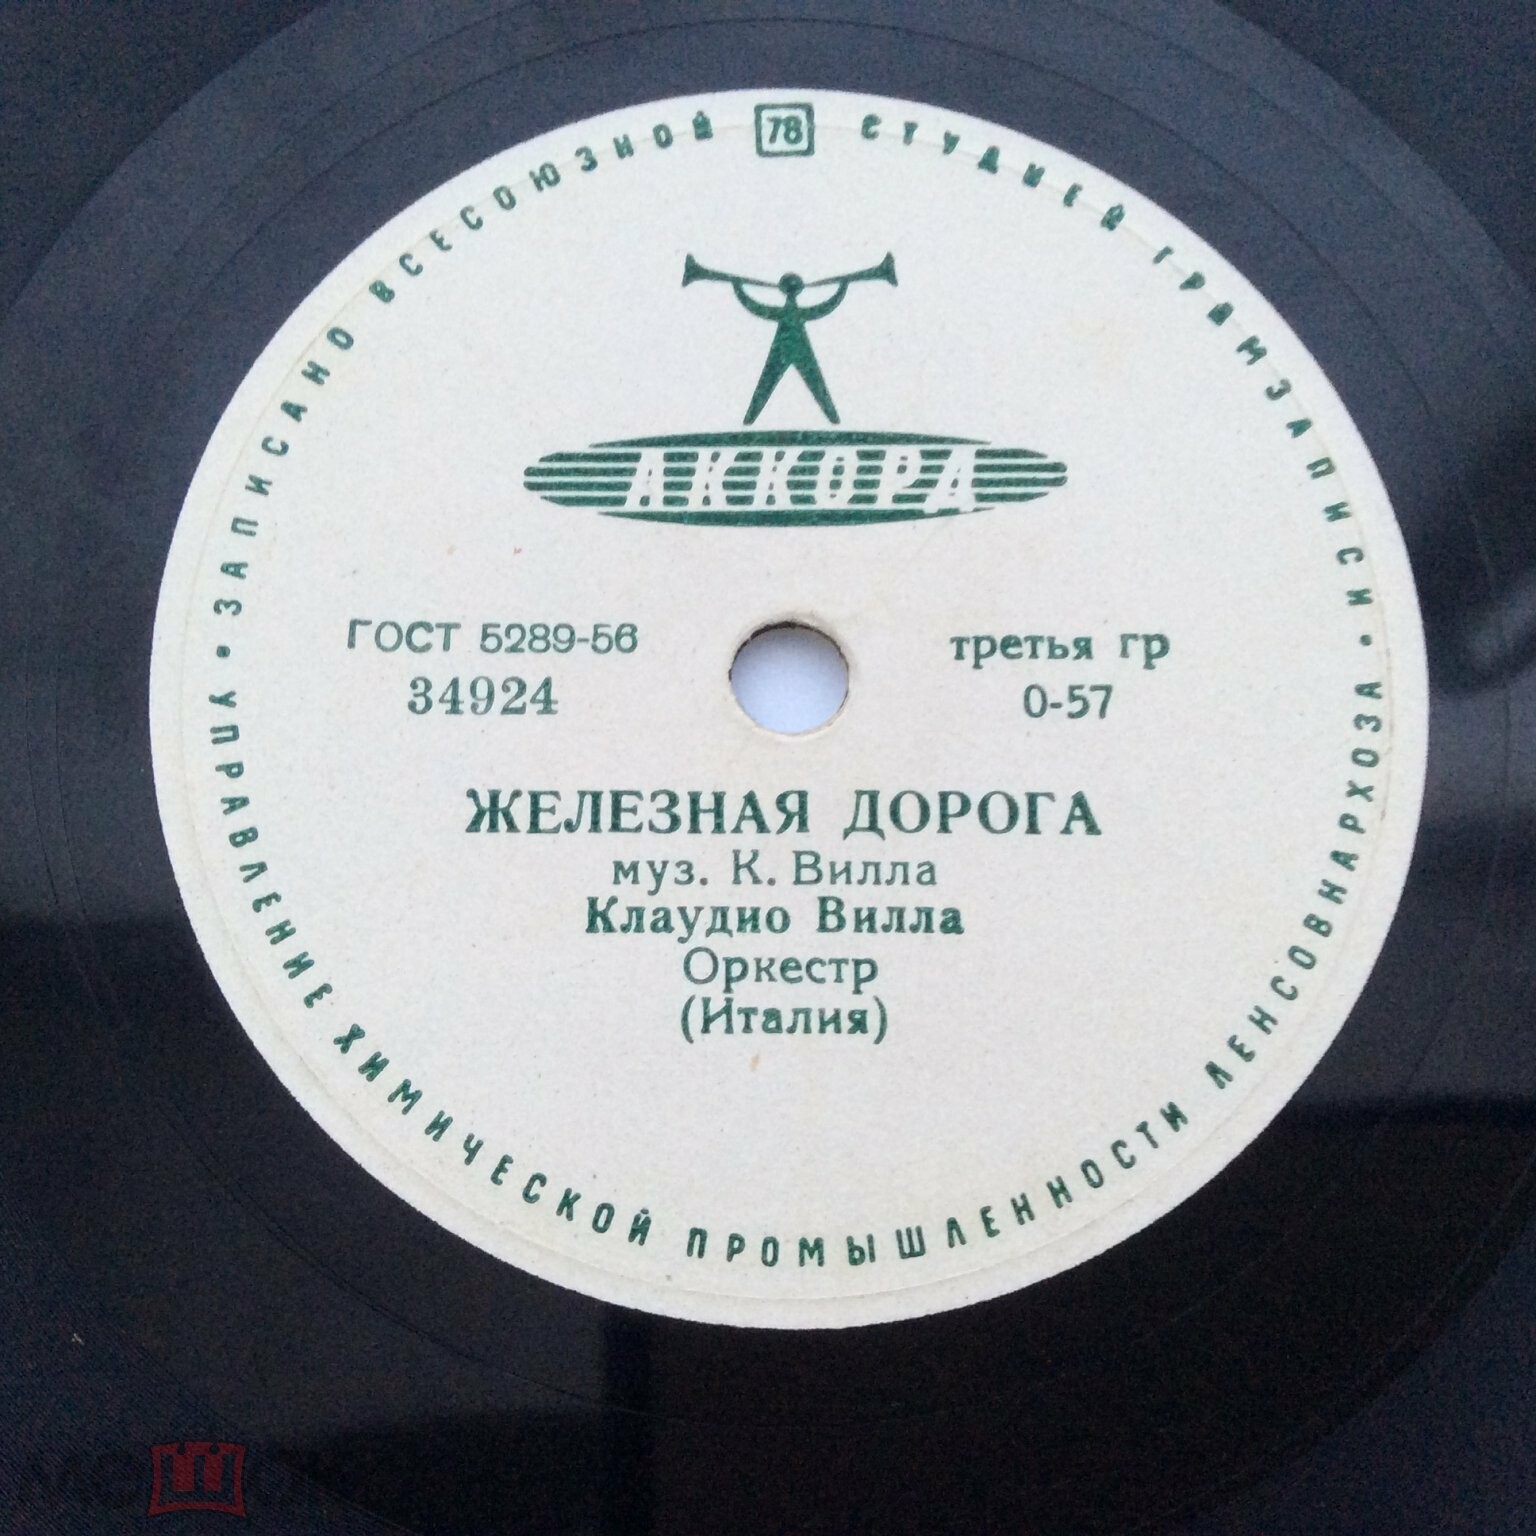 • ЗАПИСАНО ВСЕСОЮЗНОЙ 78 СТУДИЕЙ ГРАМЗАПИСИ •
АККОРД
ГОСТ 5289-56
34924
третья гр
0-57
ЖЕЛЕЗНАЯ ДОРОГА
муз. К. Вилла
Клаудио Вилла
Оркестр
(Италия)
УПАРАВЛЕНИЕ ХИМИЧЕСКОЙ ПРОМЫШЛЕННОСТИ ЛЕНСОВНАРХОЗА